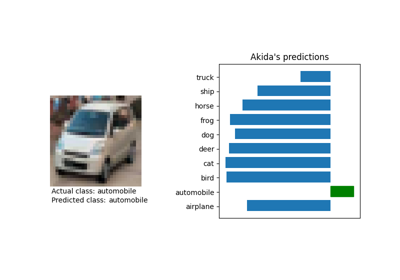 Akida's predictions
truck
ship
horse
frog
dog
deer
cat
bird
automobile
airplane
Actual class: automobile
Predicted class: automobile